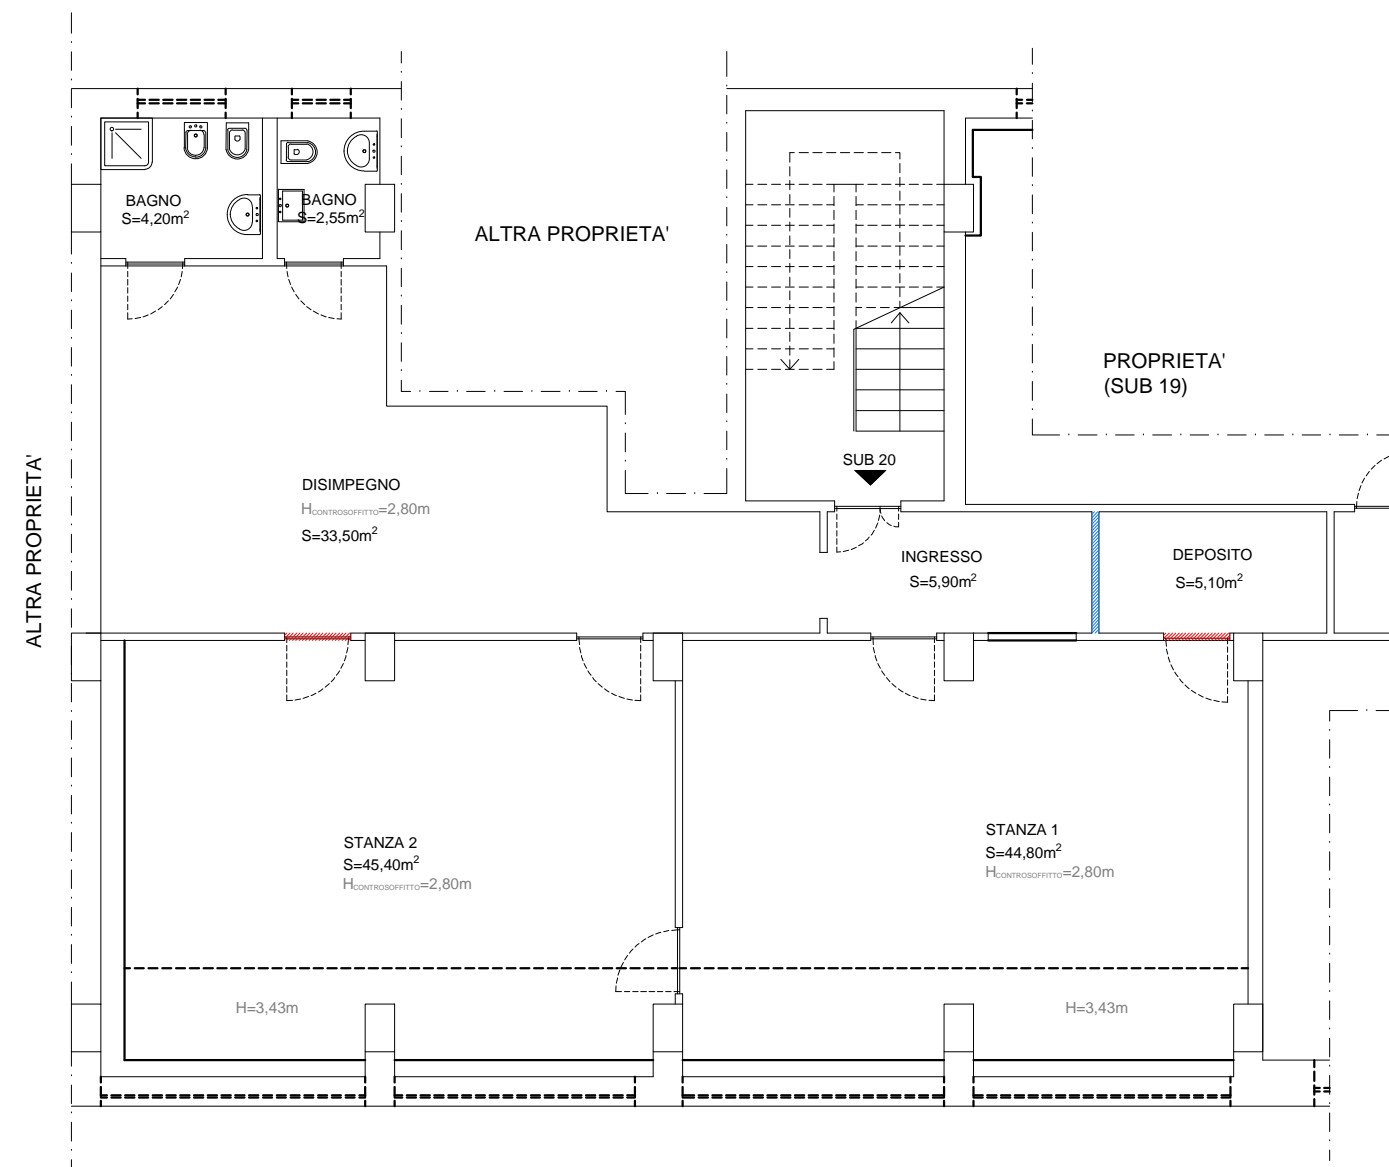 BAGNO
S=4,20m²
BAGNO
S=2,55m²
ALTRA PROPRIETA'
PROPRIETA'
(SUB 19)
SUB 20
ALTRA PROPRIETA'
DISIMPEGNO
HCONTROSOFFITTO=2,80m
S=33,50m²
INGRESSO
S=5,90m²
DEPOSITO
S=5,10m²
STANZA 2
S=45,40m²
HCONTROSOFFITTO=2,80m
STANZA 1
S=44,80m²
HCONTROSOFFITTO=2,80m
H=3,43m
H=3,43m